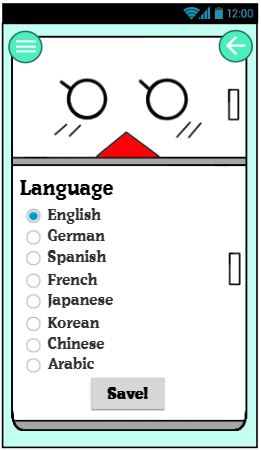 12:00
Language
English
German
Spanish
French
Japanese
Korean
Chinese
Arabic
Save!